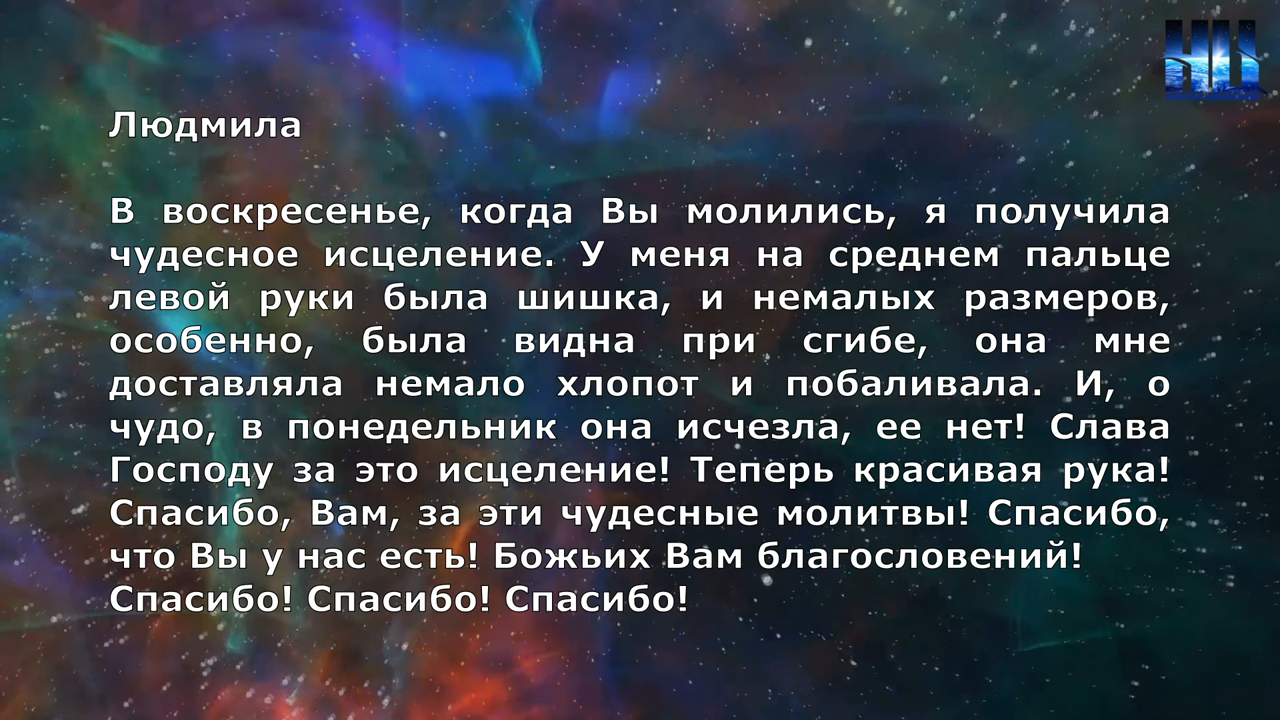 НЦ
Людмила
В воскресенье, когда Вы молились, я получила
чудесное исцеление. У меня на среднем пальце
левой руки была шишка, и немалых размеров,
особенно, была видна при сгибе, она мне
доставляла немало хлопот и побаливала. И, о
чудо, в понедельник она исчезла, ее нет! Слава
Господу за это исцеление! Теперь красивая рука!
Спасибо, Вам, за эти чудесные молитвы! Спасибо,
что Вы у нас есть! Божьих Вам благословений!
Спасибо! Спасибо! Спасибо!